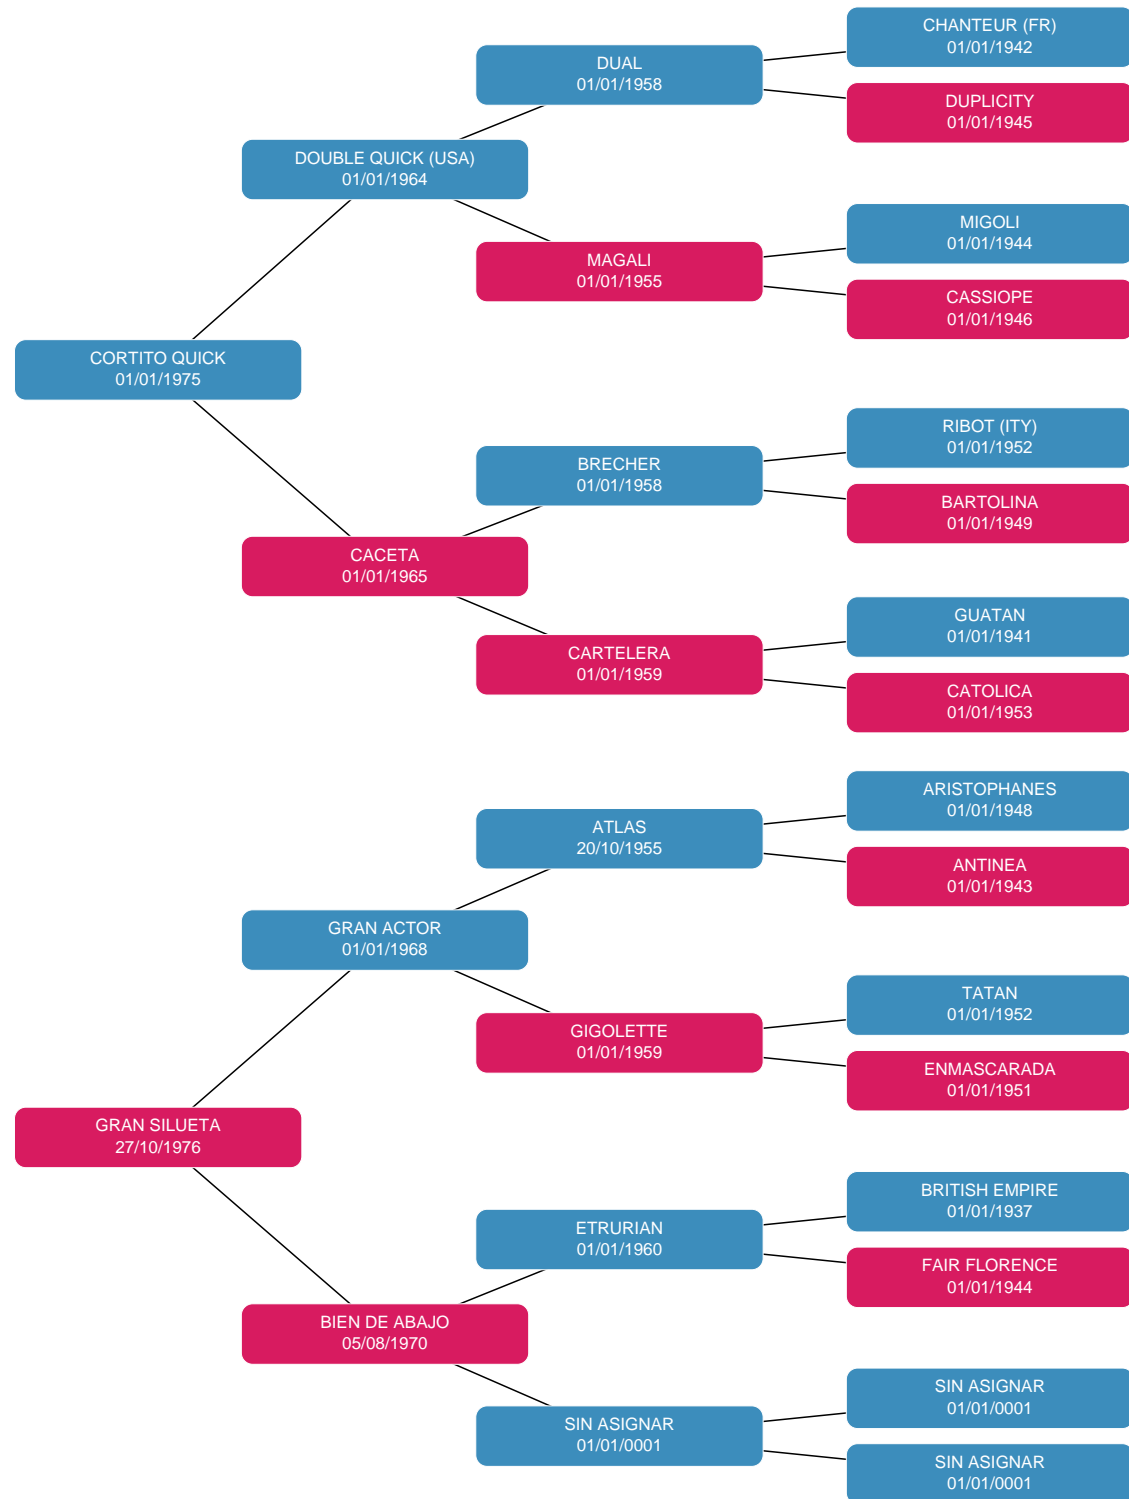 CHANTEUR (FR)
01/01/1942
DUAL
01/01/1958
DUPLICITY
01/01/1945
DOUBLE QUICK (USA)
01/01/1964
MIGOLI
01/01/1944
MAGALI
01/01/1955
CASSIOPE
01/01/1946
CORTITO QUICK
01/01/1975
RIBOT (ITY)
01/01/1952
BRECHER
01/01/1958
BARTOLINA
01/01/1949
CACETA
01/01/1965
GUATAN
01/01/1941
CARTELERA
01/01/1959
CATOLICA
01/01/1953
ARISTOPHANES
01/01/1948
ATLAS
20/10/1955
ANTINEA
01/01/1943
GRAN ACTOR
01/01/1968
TATAN
01/01/1952
GIGOLETTE
01/01/1959
ENMASCARADA
01/01/1951
GRAN SILUETA
27/10/1976
BRITISH EMPIRE
01/01/1937
ETRURIAN
01/01/1960
FAIR FLORENCE
01/01/1944
BIEN DE ABAJO
05/08/1970
SIN ASIGNAR
01/01/0001
SIN ASIGNAR
01/01/0001
SIN ASIGNAR
01/01/0001